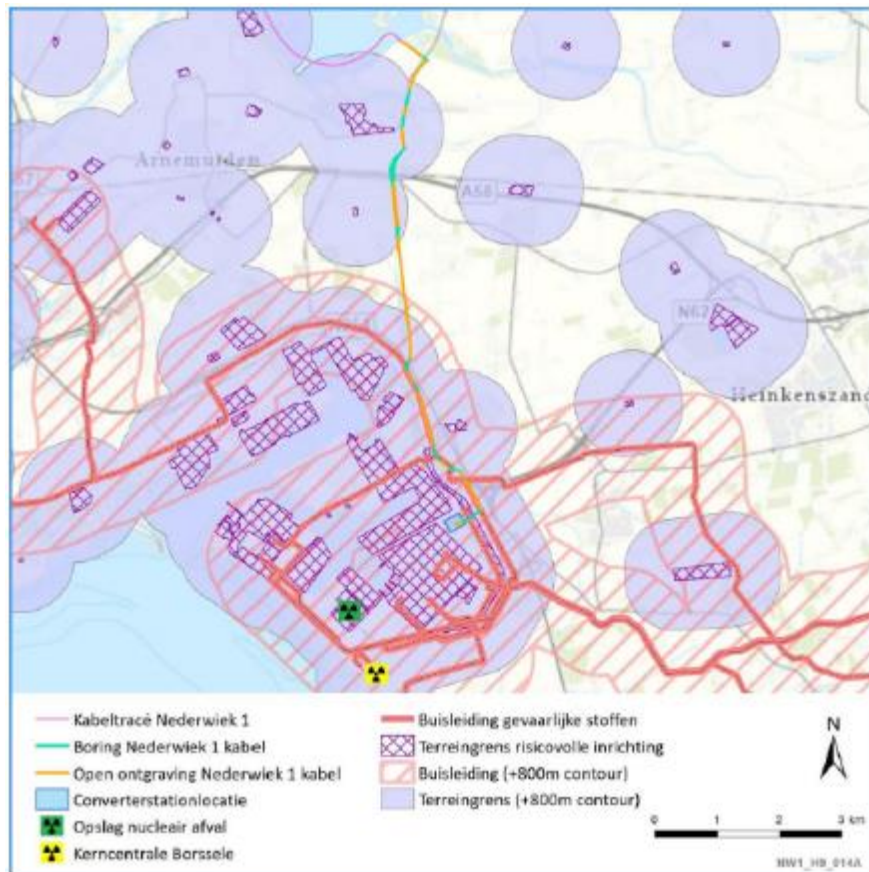 Arnemuiden
A58
N62
Heinkenszand
Kabeltracé Nederwiek 1
Boring Nederwiek 1 kabel
Open ontgraving Nederwiek 1 kabel
Converterstationlocatie
Opslag nucleair afval
Kerncentrale Borssele
Buisleiding gevaarlijke stoffen
Terreingrens risicovolle inrichting
Buisleiding (+800m contour)
Terreingrens (+800m contour)
N
0 1 2 3 km
NW1_H9_014A